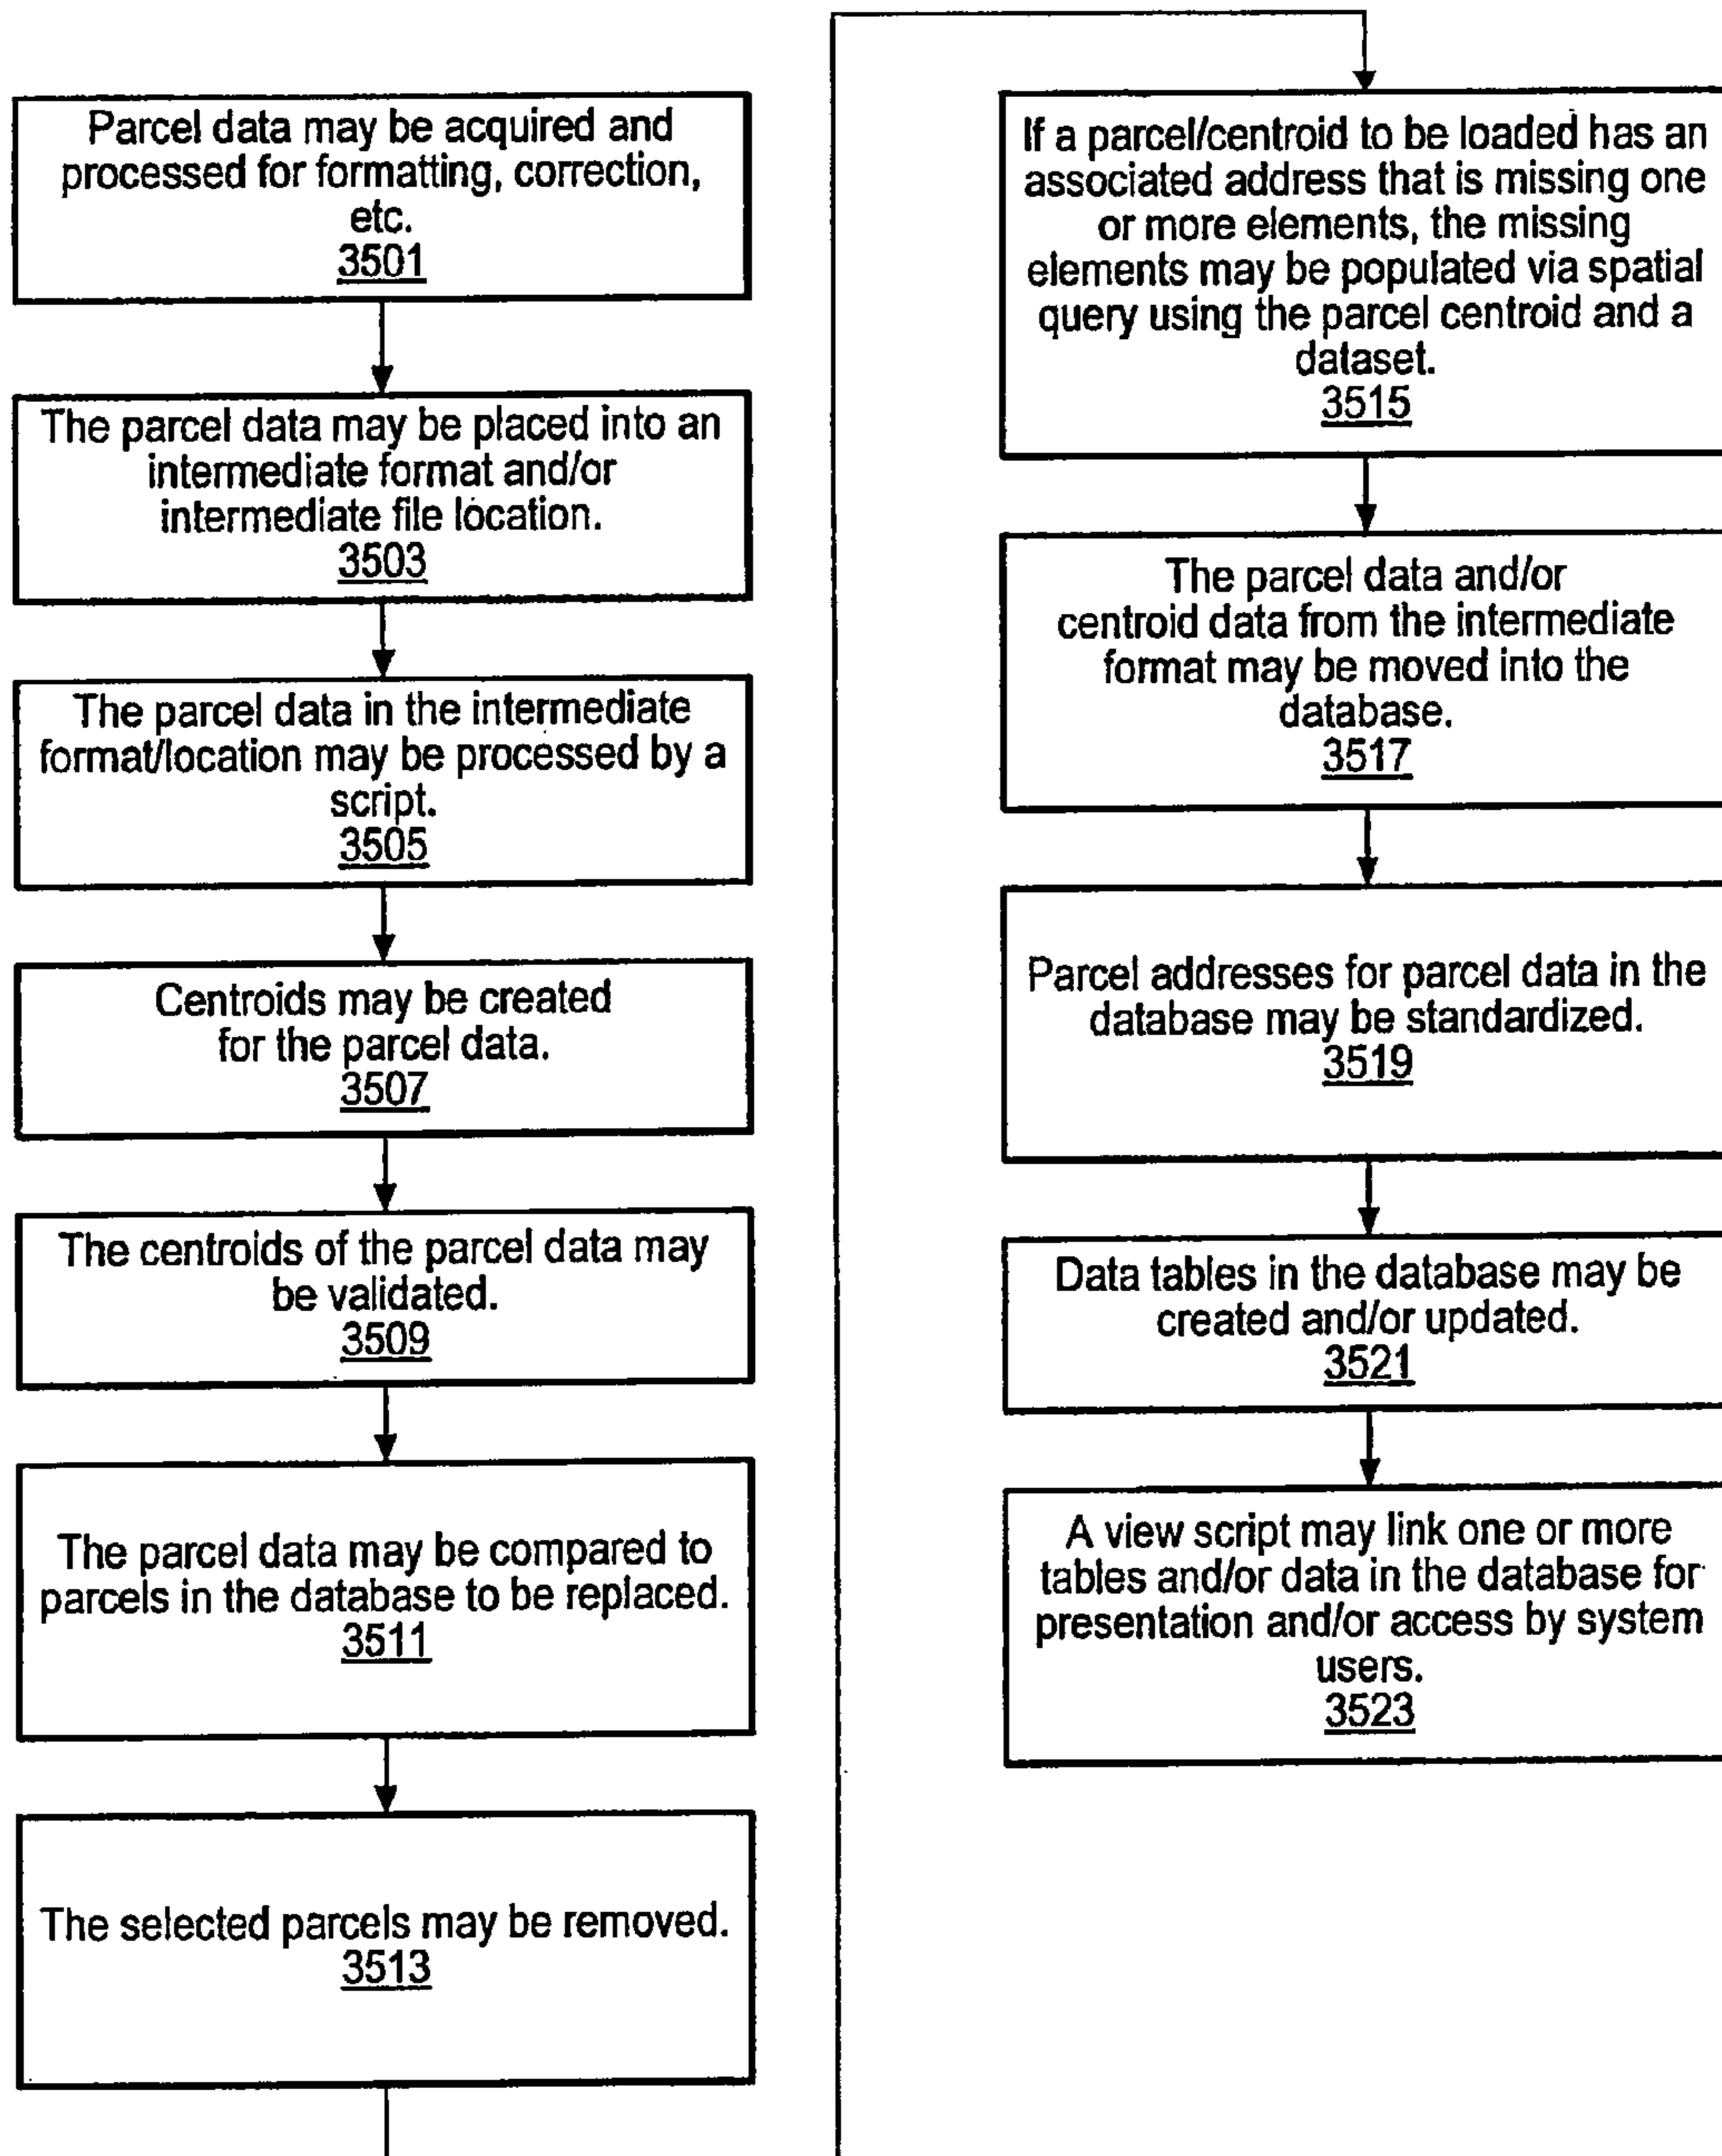 Parcel data may be acquired and
processed for formatting, correction,
etc.
3501
The parcel data may be placed into an
intermediate format and/or
intermediate file location.
3503
The parcel data in the intermediate
format/location may be processed by a
script.
3505
Centroids may be created
for the parcel data.
3507
The centroids of the parcel data may
be validated.
3509
The parcel data may be compared to
parcels in the database to be replaced.
3511
The selected parcels may be removed.
3513
If a parcel/centroid to be loaded has an
associated address that is missing one
or more elements, the missing
elements may be populated via spatial
query using the parcel centroid and a
dataset.
3515
The parcel data and/or
centroid data from the intermediate
format may be moved into the
database.
3517
Parcel addresses for parcel data in the
database may be standardized.
3519
Data tables in the database may be
created and/or updated.
3521
A view script may link one or more
tables and/or data in the database for
presentation and/or access by system
users.
3523